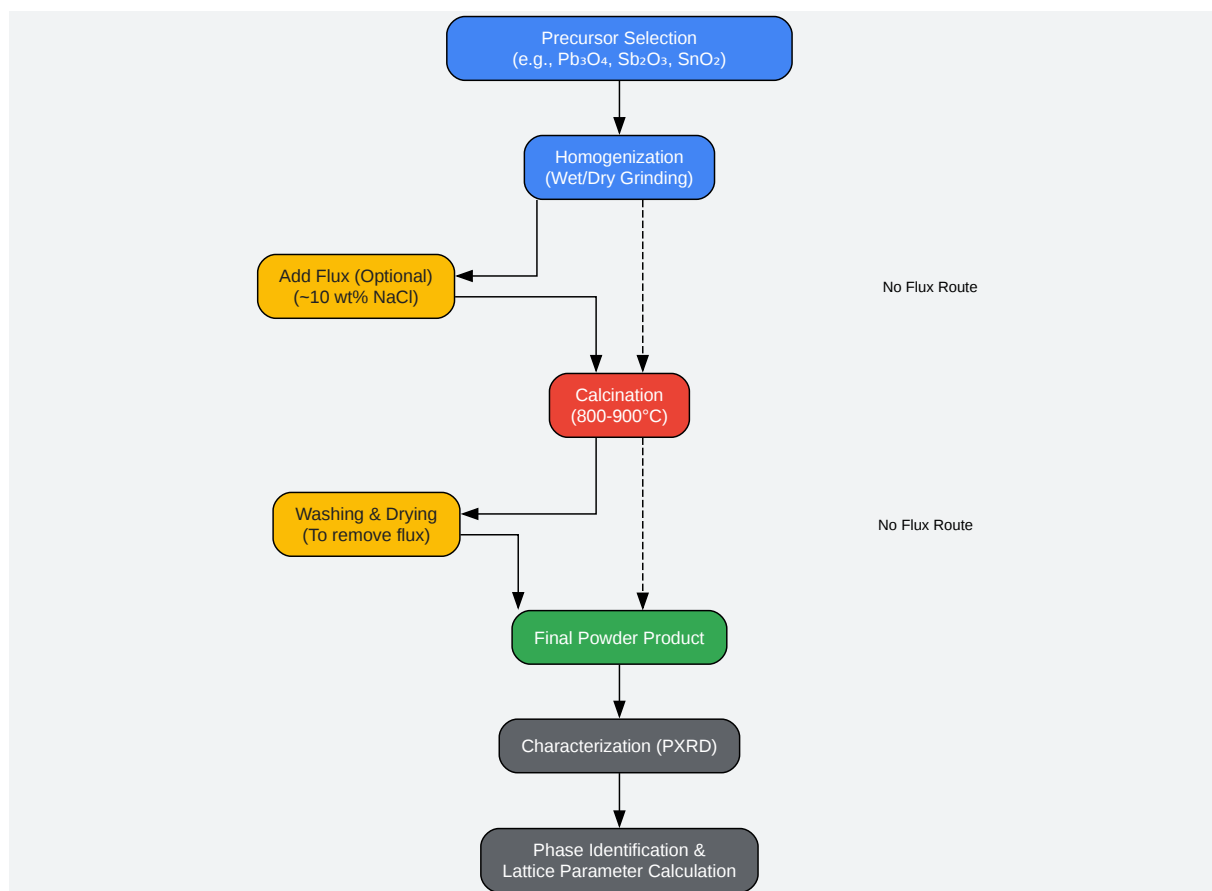 Precursor Selection
(e.g., Pb₃O₄, Sb₂O₃, SnO₂)
Homogenization
(Wet/Dry Grinding)
Add Flux (Optional)
(~10 wt% NaCl)
No Flux Route
Calcination
(800-900°C)
Washing & Drying
(To remove flux)
No Flux Route
Final Powder Product
Characterization (PXRD)
Phase Identification &
Lattice Parameter Calculation